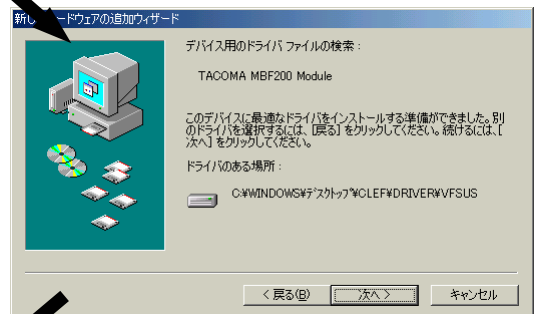 新し ードウェアの追加ウィザード
デバイス用のドライバ ファイルの検索：
TACOMA MBF200 Module
このデバイスに最適なドライバをインストールする準備ができました。別
のドライバを選択するには、[戻る] をクリックしてください。続けるには、[
次へ] をクリックしてください。
ドライバのある場所：
C:¥WINDOWS¥ﾃﾞｽｸﾄｯﾌﾟ¥CLEF¥DRIVER¥VFSUS
< 戻る(B)
次へ >
キャンセル